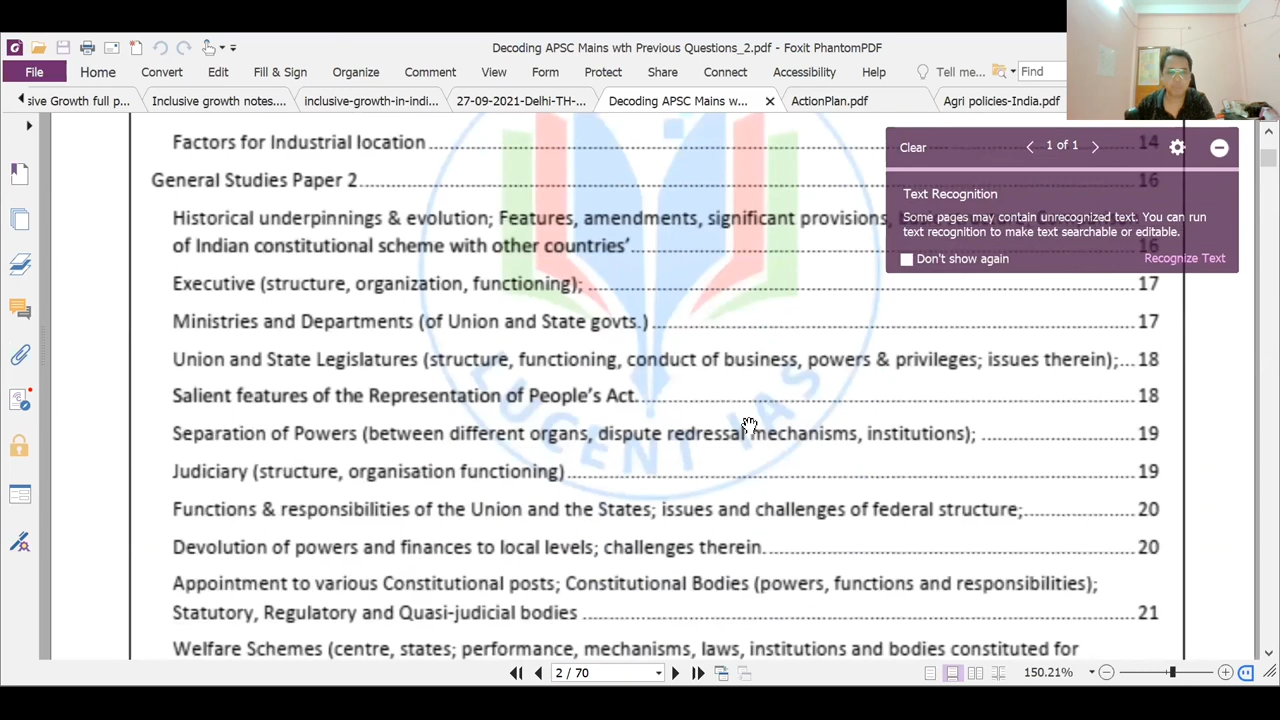 Decoding APSC Mains wth Previous Questions_2.pdf - Foxit PhantomPDF
File Home Convert Edit Fill & Sign Organize Comment View Form Protect Share Connect Accessibility Help Tell me... Find
sive Growth full p... Inclusive growth notes.... inclusive-growth-in-indi... 27-09-2021-Delhi-TH-... Decoding APSC Mains w... ActionPlan.pdf Agri policies-India.pdf
Factors for Industrial location 14
General Studies Paper 2 16
Historical underpinnings & evolution; Features, amendments, significant provisions,
of Indian constitutional scheme with other countries’ 16
Executive (structure, organization, functioning); 17
Ministries and Departments (of Union and State govts.) 17
Union and State Legislatures (structure, functioning, conduct of business, powers & privileges; issues therein);... 18
Salient features of the Representation of People’s Act. 18
Separation of Powers (between different organs, dispute redressal mechanisms, institutions); 19
Judiciary (structure, organisation functioning) 19
Functions & responsibilities of the Union and the States; issues and challenges of federal structure; 20
Devolution of powers and finances to local levels; challenges therein. 20
Appointment to various Constitutional posts; Constitutional Bodies (powers, functions and responsibilities);
Statutory, Regulatory and Quasi-judicial bodies 21
Welfare Schemes (centre, states; performance, mechanisms, laws, institutions and bodies constituted for
LUCENT IAS
Clear 1 of 1
Text Recognition
Some pages may contain unrecognized text. You can run
text recognition to make text searchable or editable.
Don't show again Recognize Text
2 / 70 150.21%